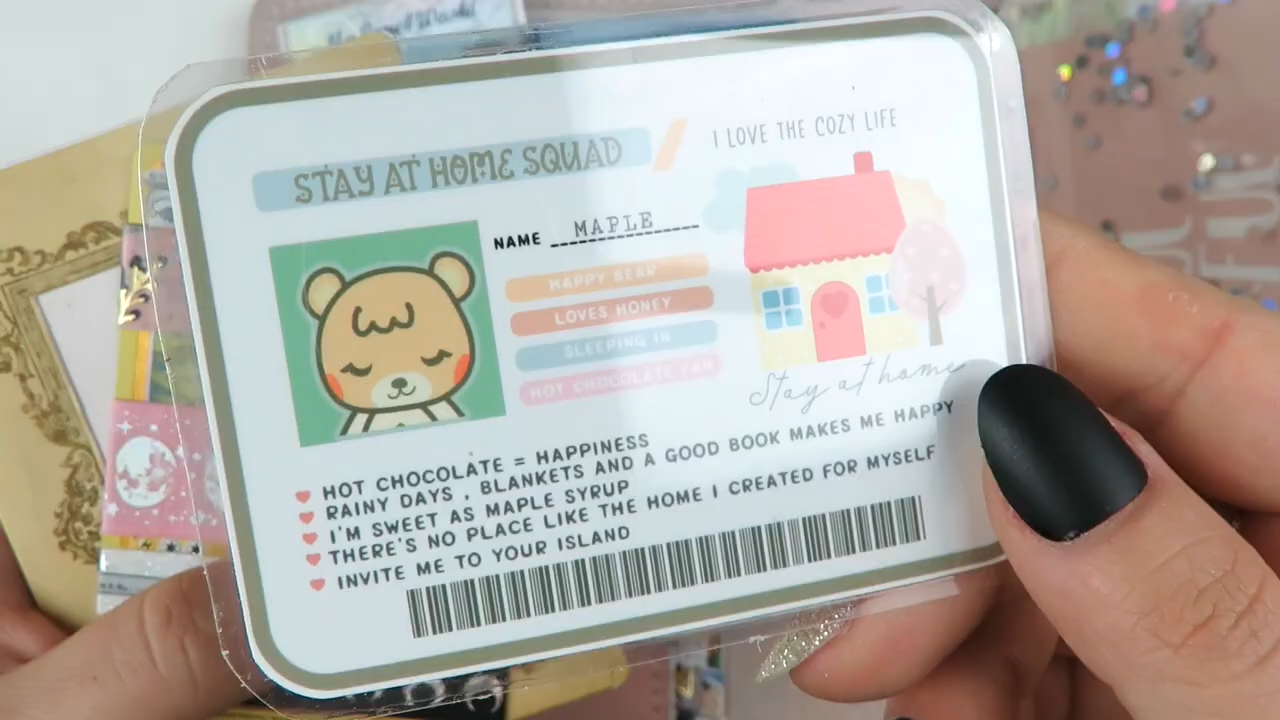 STAY AT HOME SQUAD
I LOVE THE COZY LIFE
NAME MAPLE
HAPPY BEAR
LOVES HONEY
SLEEPING IN
HOT CHOCOLATE FAN
Stay at home
HOT CHOCOLATE = HAPPINESS
RAINY DAYS , BLANKETS AND A GOOD BOOK MAKES ME HAPPY
I'M SWEET AS MAPLE SYRUP
THERE'S NO PLACE LIKE THE HOME I CREATED FOR MYSELF
INVITE ME TO YOUR ISLAND